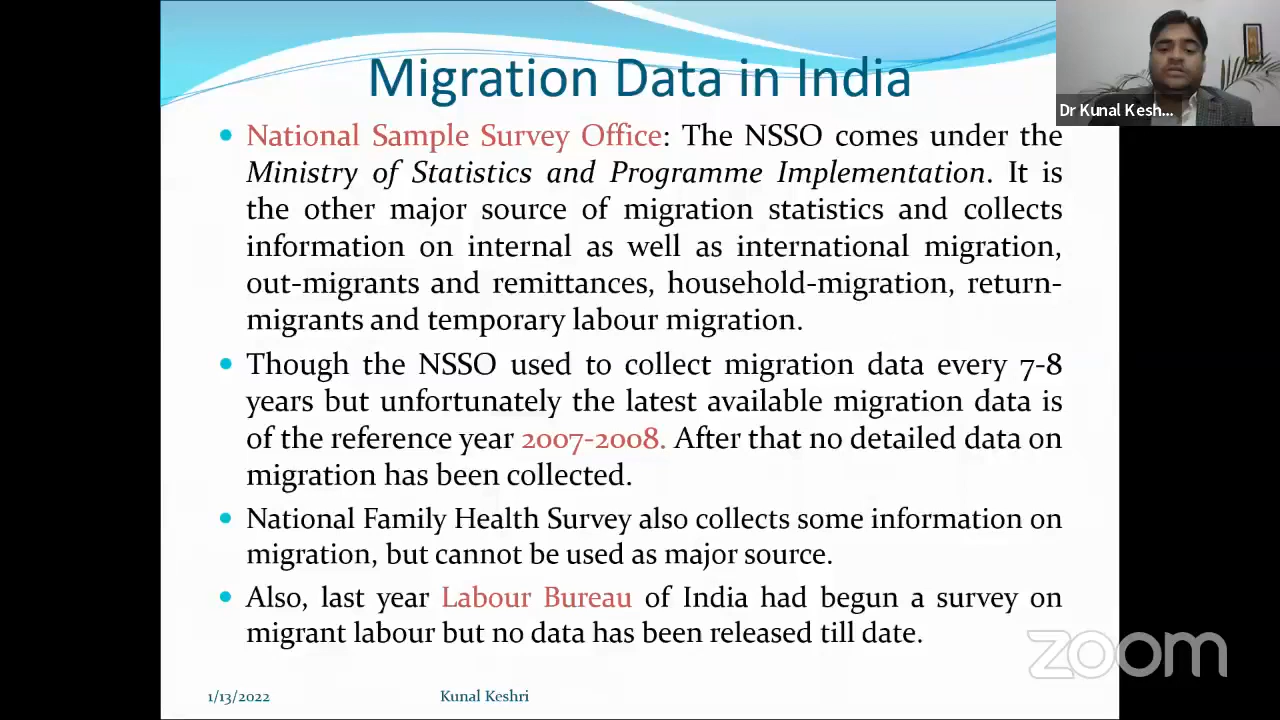 Migration Data in India
Dr Kunal Kesh...
• National Sample Survey Office: The NSSO comes under the
Ministry of Statistics and Programme Implementation. It is
the other major source of migration statistics and collects
information on internal as well as international migration,
out-migrants and remittances, household-migration, return-
migrants and temporary labour migration.
• Though the NSSO used to collect migration data every 7-8
years but unfortunately the latest available migration data is
of the reference year 2007-2008. After that no detailed data on
migration has been collected.
• National Family Health Survey also collects some information on
migration, but cannot be used as major source.
• Also, last year Labour Bureau of India had begun a survey on
migrant labour but no data has been released till date.
zoom
1/13/2022
Kunal Keshri